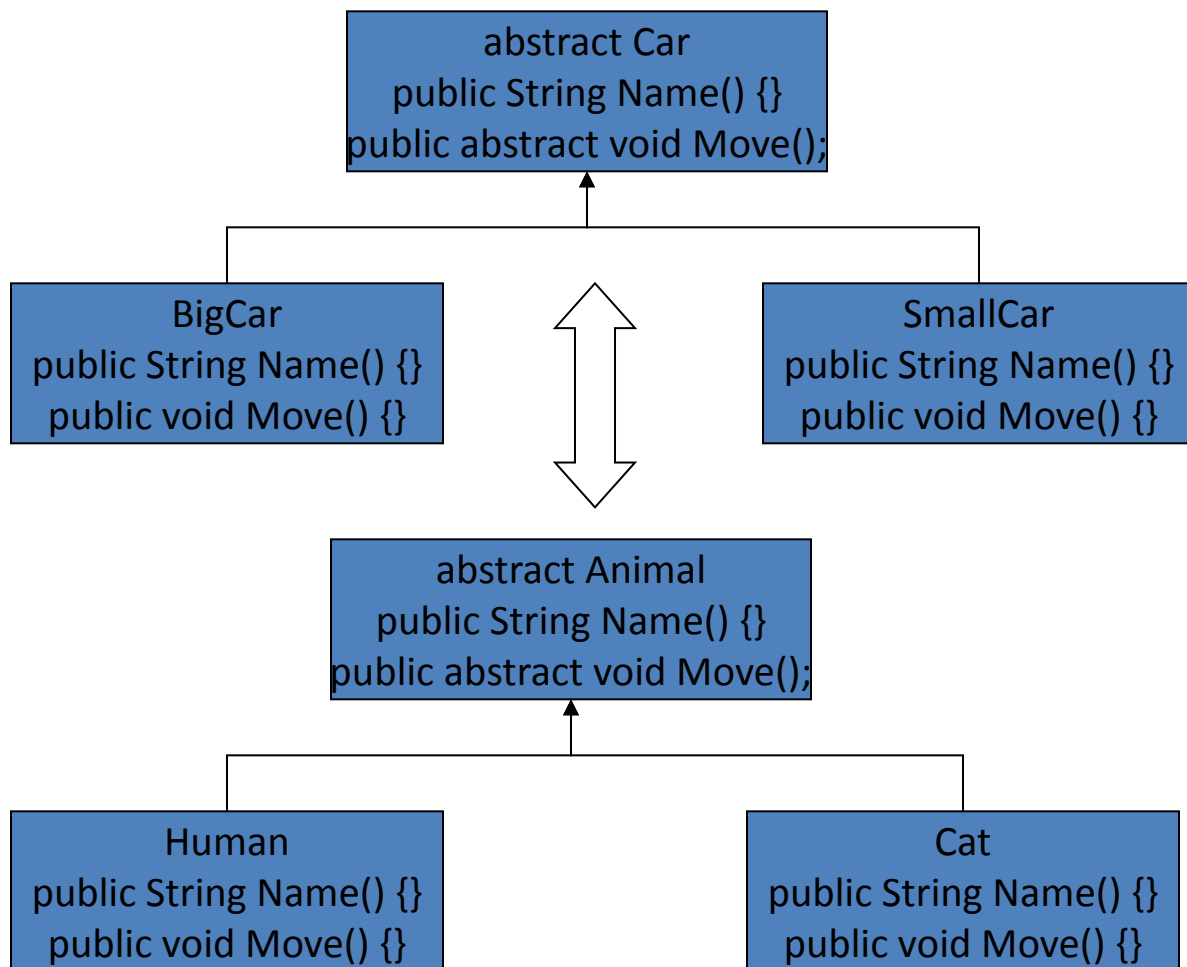 abstract Car
public String Name() {}
public abstract void Move();
BigCar
public String Name() {}
public void Move() {}
SmallCar
public String Name() {}
public void Move() {}
abstract Animal
public String Name() {}
public abstract void Move();
Human
public String Name() {}
public void Move() {}
Cat
public String Name() {}
public void Move() {}